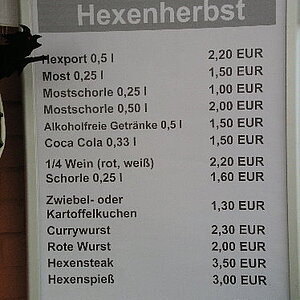 Hexenherbst
Hexport 0,5 l 2,20 EUR
Most 0,25 l 1,50 EUR
Mostschorle 0,25 l 1,00 EUR
Mostschorle 0,50 l 2,00 EUR
Alkoholfreie Getränke 0,5 l 1,50 EUR
Coca Cola 0,33 l 1,50 EUR
1/4 Wein (rot, weiß) 2,20 EUR
Schorle 0,25 l 1,60 EUR
Zwiebel- oder
Kartoffelkuchen 1,30 EUR
Currywurst 2,30 EUR
Rote Wurst 2,00 EUR
Hexensteak 3,50 EUR
Hexenspieß 3,00 EUR